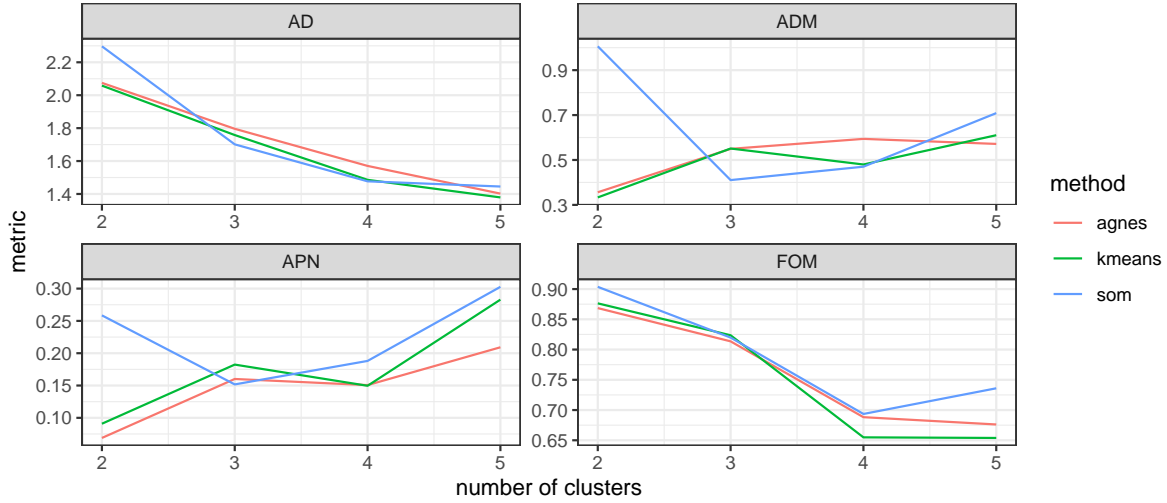 AD
ADM
2.2
2.0
1.8
1.6
1.4
2 3 4 5
0.9
0.7
0.5
0.3
2 3 4 5
metric
APN
FOM
0.30
0.25
0.20
0.15
0.10
2 3 4 5
0.90
0.85
0.80
0.75
0.70
0.65
2 3 4 5
number of clusters
method
agnes
kmeans
som